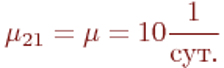 μ₂₁ = μ = 10 1/сут.